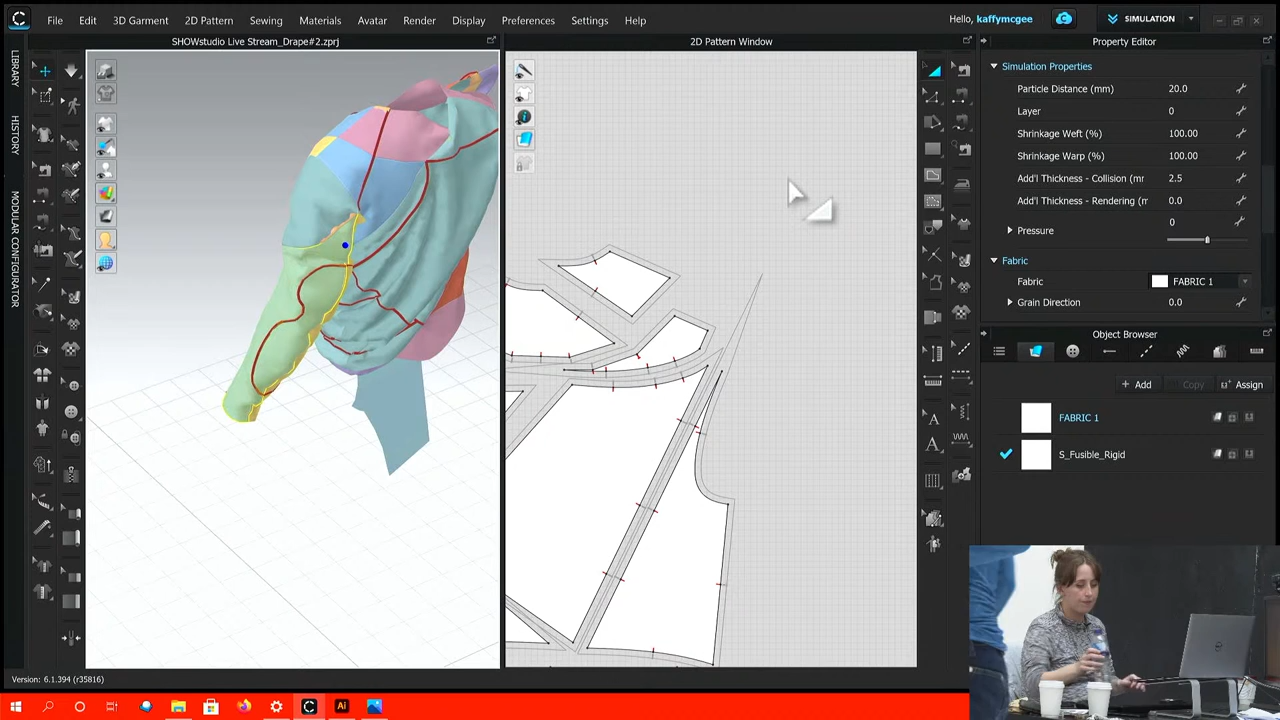 File Edit 3D Garment 2D Pattern Sewing Materials Avatar Render Display Preferences Settings Help
Hello, kaffymcgee
SIMULATION
SHOWstudio Live Stream_Drape#2.zprj
2D Pattern Window
Property Editor
LIBRARY
HISTORY
MODULAR CONFIGURATOR
Simulation Properties
Particle Distance (mm) 20.0
Layer 0
Shrinkage Weft (%) 100.00
Shrinkage Warp (%) 100.00
Add'l Thickness - Collision (mr 2.5
Add'l Thickness - Rendering (m 0.0
Pressure 0
Fabric
Fabric FABRIC 1
Grain Direction 0.0
Object Browser
+ Add Copy Assign
FABRIC 1
S_Fusible_Rigid
Version: 6.1.394 (r35816)
Ai